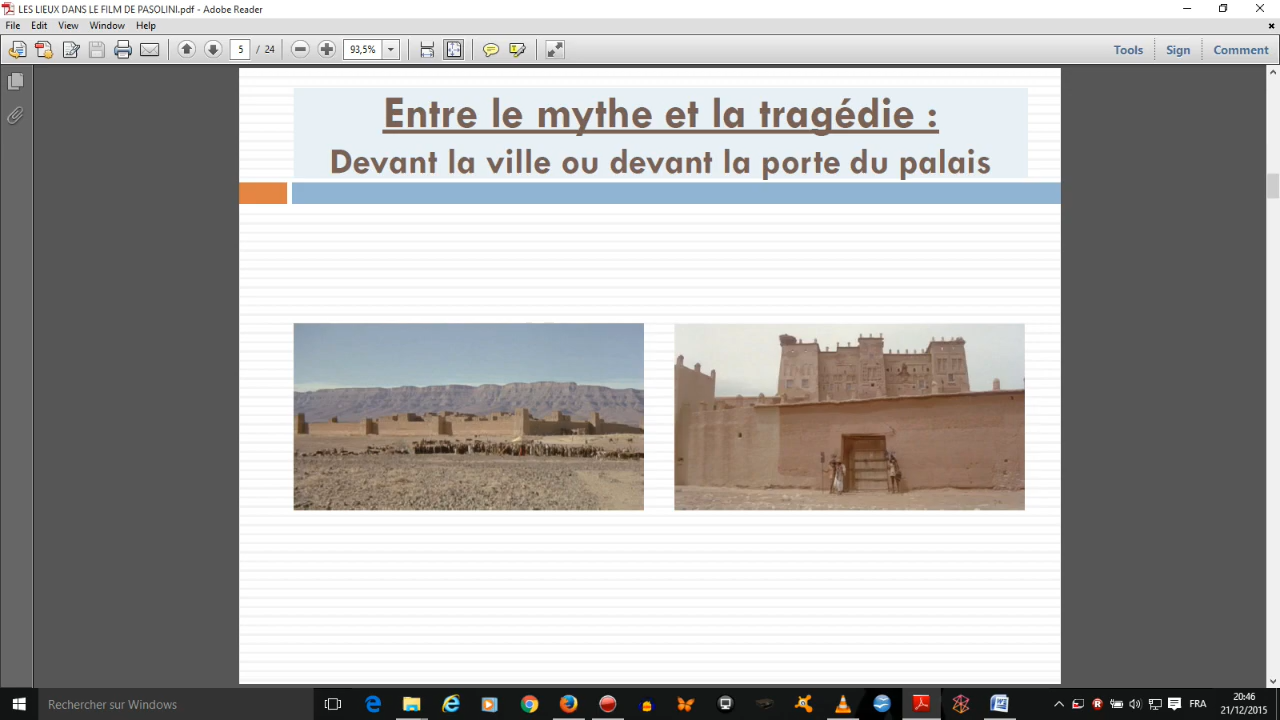 LES LIEUX DANS LE FILM DE PASOLINI.pdf - Adobe Reader
File Edit View Window Help
5 / 24 93,5% Tools Sign Comment
Entre le mythe et la tragédie :
Devant la ville ou devant la porte du palais
Rechercher sur Windows
FRA
20:46
21/12/2015